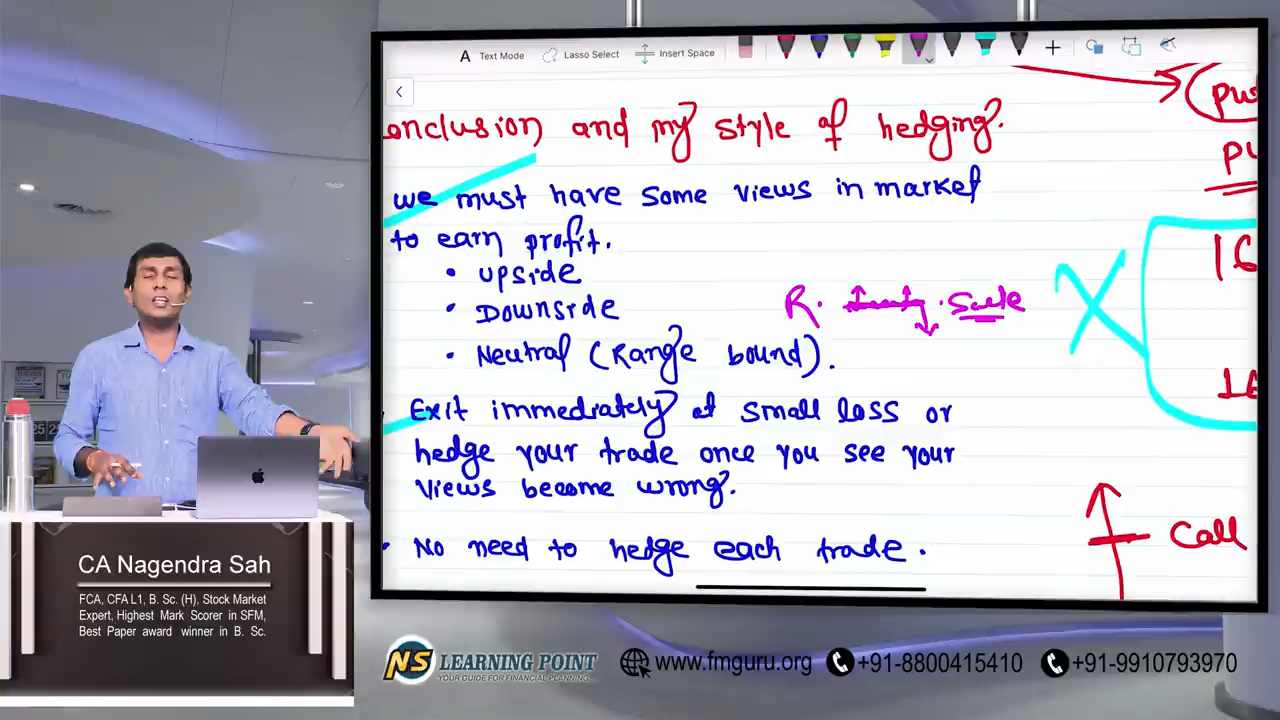 Text Mode
Lasso Select
Insert Space
onclusion and my style of hedging.
we must have some views in market
to earn profit.
• upside
• Downside
• Neutral (Range bound).
R.
Exit immediately at small loss or
hedge your trade once you see your
views become wrong.
• No need to hedge each trade.
16
Call
CA Nagendra Sah
FCA, CFA L1, B. Sc. (H), Stock Market
Expert, Highest Mark Scorer in SFM,
Best Paper award winner in B. Sc.
NS LEARNING POINT
YOUR GUIDE FOR FINANCIAL PLANNING
www.fmguru.org
+91-8800415410
+91-9910793970